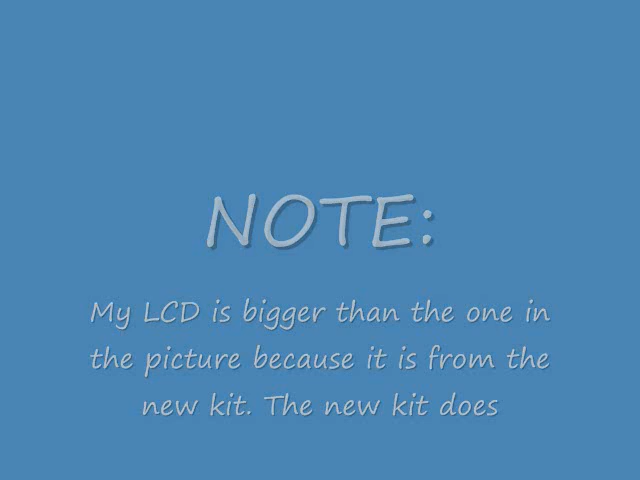 NOTE:
My LCD is bigger than the one in
the picture because it is from the
new kit. The new kit does